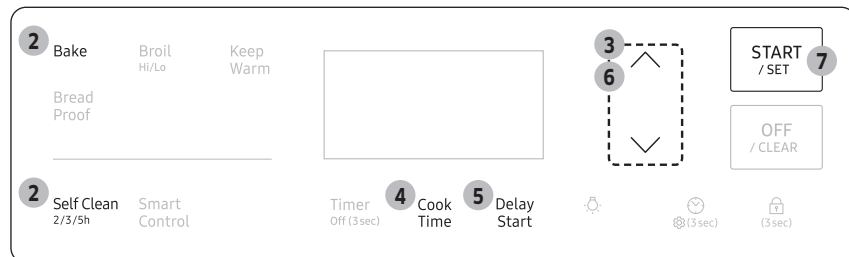 2
Bake
Broil
Hi/Lo
Keep
Warm
3
6
START
/ SET
7
Bread
Proof
OFF
/ CLEAR
2
Self Clean
2/3/5h
Smart
Control
Timer
Off (3 sec)
4
Cook
Time
5
Delay
Start
(3 sec)
(3 sec)